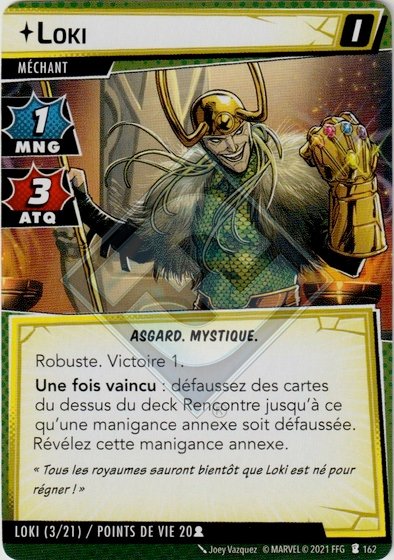 LOKI
I
MÉCHANT
1
MNG
3
ATQ
ASGARD. MYSTIQUE.
Robuste. Victoire 1.
Une fois vaincu : défaussez des cartes
du dessus du deck Rencontre jusqu'à ce
qu'une manigance annexe soit défaussée.
Révélez cette manigance annexe.
« Tous les royaumes sauront bientôt que Loki est né pour
régner ! »
LOKI (3/21) / POINTS DE VIE 20
Joey Vazquez © MARVEL © 2021 FFG 162